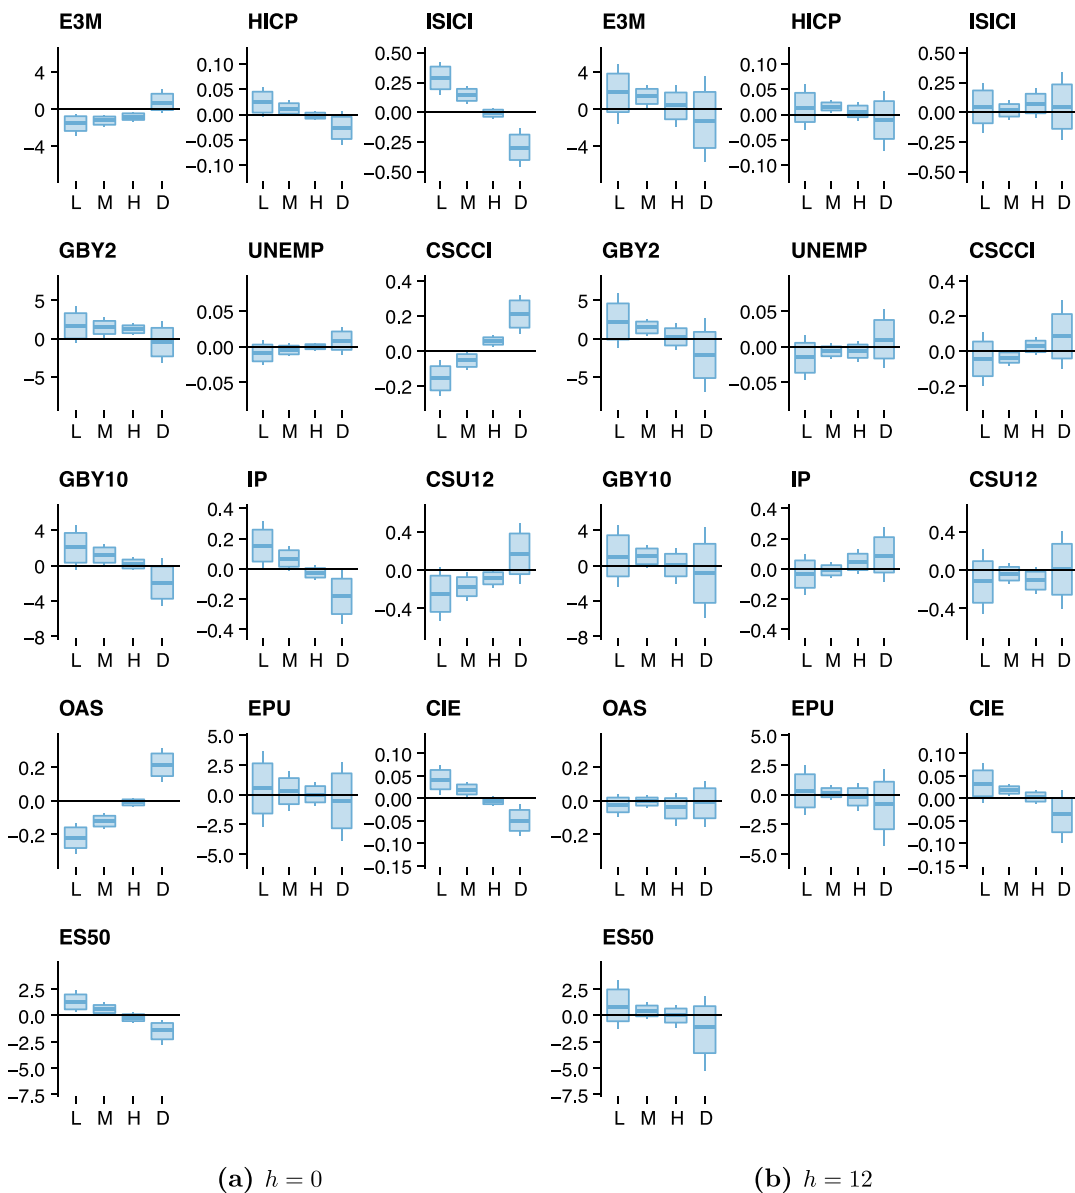 E3M HICP ISICI E3M HICP ISICI
4 0 −4 0.10 0.05 0.00 −0.05 −0.10 0.50 0.25 0.00 −0.25 −0.50 4 0 −4 0.10 0.05 0.00 −0.05 −0.10 0.50 0.25 0.00 −0.25 −0.50
L M H D L M H D L M H D L M H D L M H D L M H D
GBY2 UNEMP CSCCI GBY2 UNEMP CSCCI
5 0 −5 0.05 0.00 −0.05 0.4 0.2 0.0 −0.2 5 0 −5 0.05 0.00 −0.05 0.4 0.2 0.0 −0.2
L M H D L M H D L M H D L M H D L M H D L M H D
GBY10 IP CSU12 GBY10 IP CSU12
4 0 −4 −8 0.4 0.2 0.0 −0.2 −0.4 0.4 0.0 −0.4 4 0 −4 −8 0.4 0.2 0.0 −0.2 −0.4 0.4 0.0 −0.4
L M H D L M H D L M H D L M H D L M H D L M H D
OAS EPU CIE OAS EPU CIE
0.2 0.0 −0.2 5.0 2.5 0.0 −2.5 −5.0 0.10 0.05 0.00 −0.05 −0.10 −0.15 0.2 0.0 −0.2 5.0 2.5 0.0 −2.5 −5.0 0.10 0.05 0.00 −0.05 −0.10 −0.15
L M H D L M H D L M H D L M H D L M H D L M H D
ES50 ES50
2.5 0.0 −2.5 −5.0 −7.5 2.5 0.0 −2.5 −5.0 −7.5
L M H D L M H D
(a) h = 0 (b) h = 12